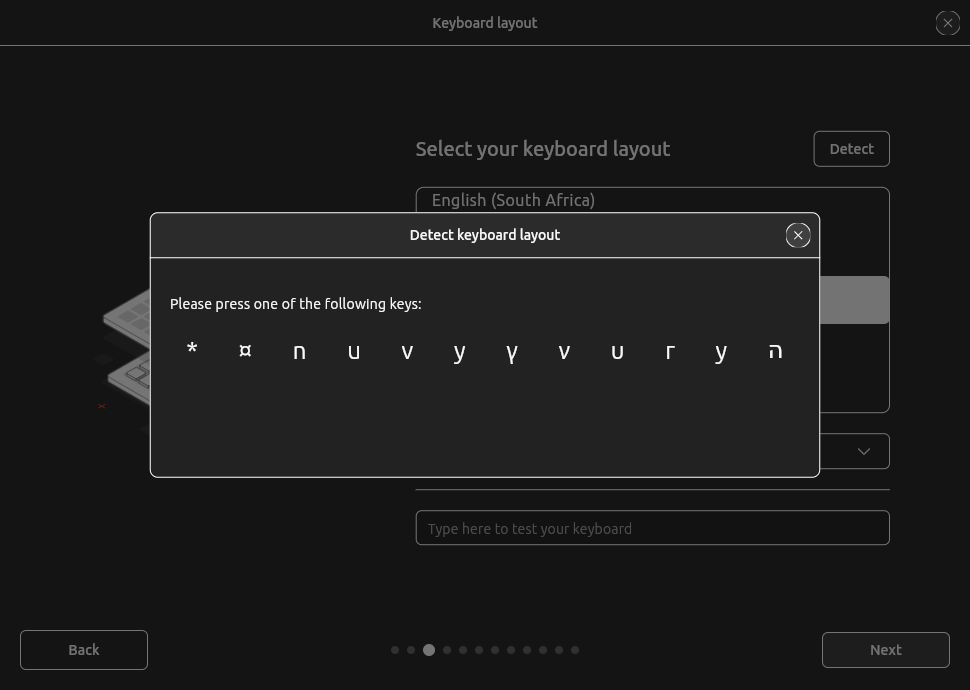 Keyboard layout
Select your keyboard layout
Detect
English (South Africa)
Detect keyboard layout
Please press one of the following keys:
* ¤ ո ս v у γ ν u г y ה
Type here to test your keyboard
Back
Next